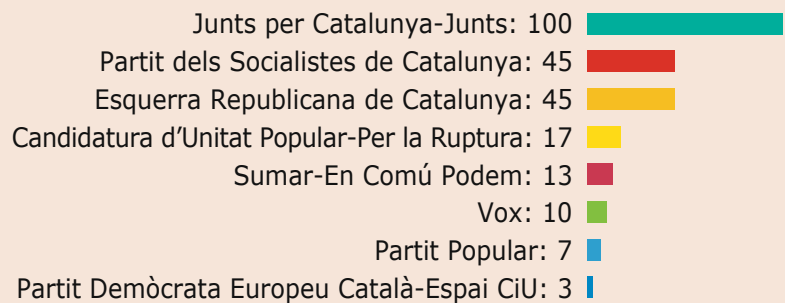 Junts per Catalunya-Junts: 100
Partit dels Socialistes de Catalunya: 45
Esquerra Republicana de Catalunya: 45
Candidatura d’Unitat Popular-Per la Ruptura: 17
Sumar-En Comú Podem: 13
Vox: 10
Partit Popular: 7
Partit Demòcrata Europeu Català-Espai CiU: 3